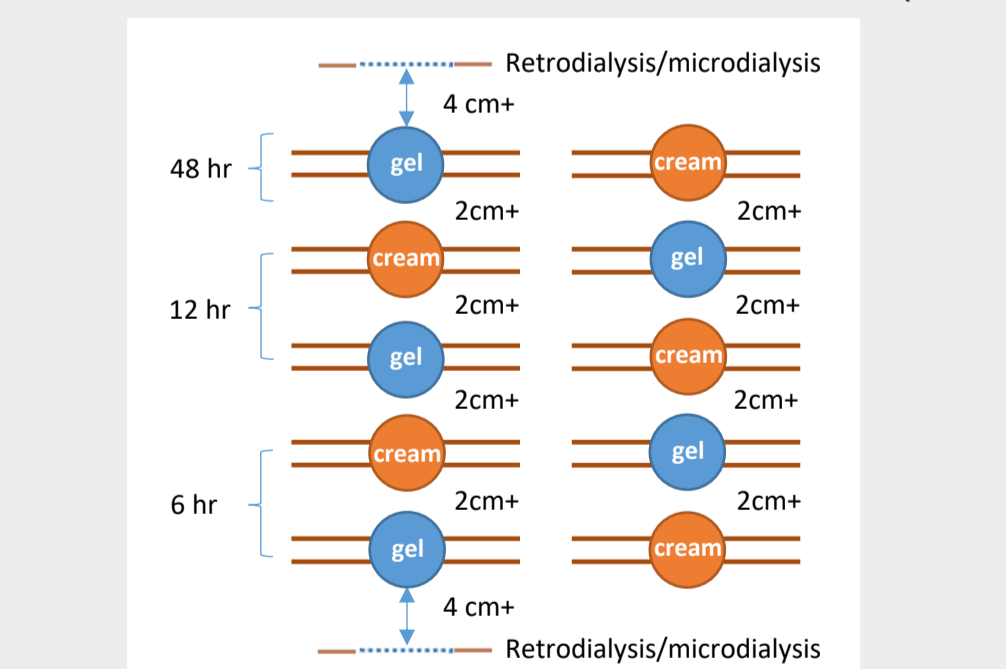 Retrodialysis/microdialysis
4 cm+
48 hr
gel
cream
2cm+
2cm+
cream
gel
12 hr
2cm+
2cm+
gel
cream
2cm+
2cm+
cream
gel
6 hr
2cm+
2cm+
gel
cream
4 cm+
Retrodialysis/microdialysis